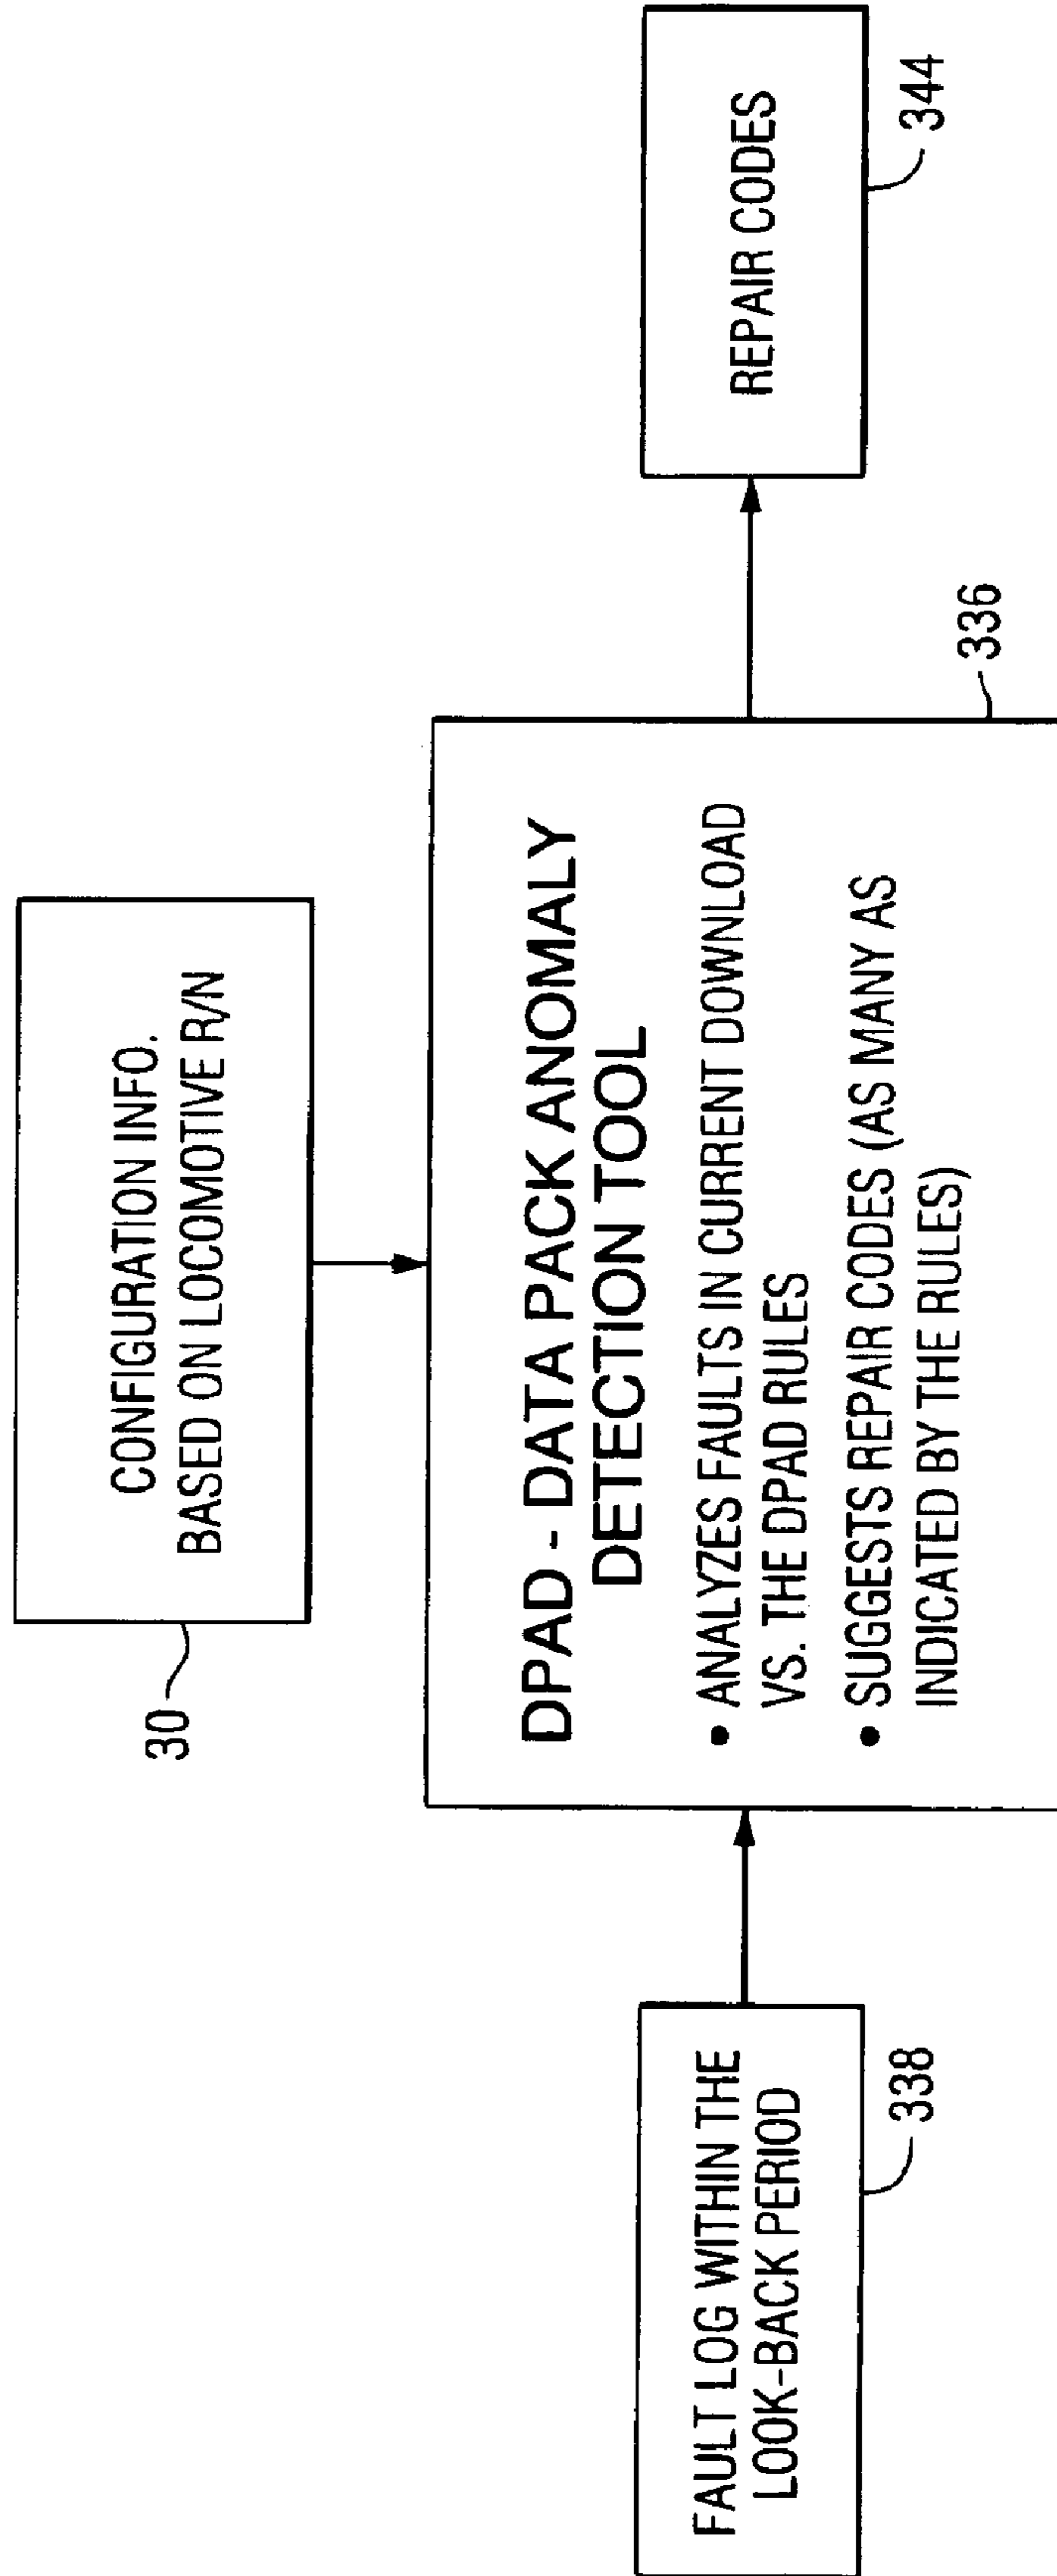 CONFIGURATION INFO.
BASED ON LOCOMOTIVE R/N
30
DPAD - DATA PACK ANOMALY
DETECTION TOOL
• ANALYZES FAULTS IN CURRENT DOWNLOAD
VS. THE DPAD RULES
• SUGGESTS REPAIR CODES (AS MANY AS
INDICATED BY THE RULES)
336
FAULT LOG WITHIN THE
LOOK-BACK PERIOD
338
REPAIR CODES
344